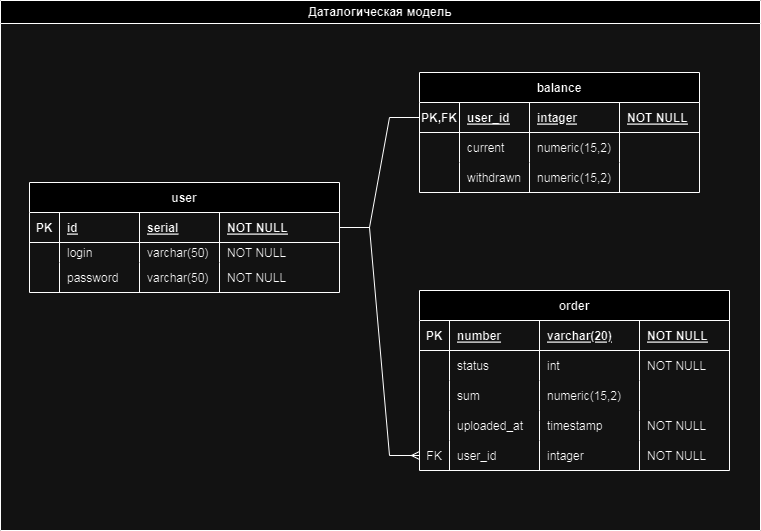 Даталогическая модель
balance
PK,FK user_id intager NOT NULL
current numeric(15,2)
withdrawn numeric(15,2)
user
PK id serial NOT NULL
login varchar(50) NOT NULL
password varchar(50) NOT NULL
order
PK number varchar(20) NOT NULL
status int NOT NULL
sum numeric(15,2)
uploaded_at timestamp NOT NULL
FK user_id intager NOT NULL